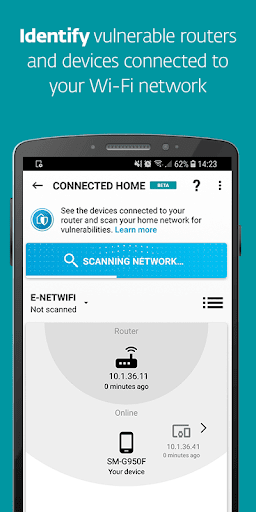 Identify vulnerable routers
and devices connected to
your Wi-Fi network
62% 14:23
CONNECTED HOME BETA ?
See the devices connected to your
router and scan your home network for
vulnerabilities. Learn more
SCANNING NETWORK...
E-NETWIFI
Not scanned
Router
10.1.36.11
0 minutes ago
Online
SM-G950F
Your device
10.1.36.41
0 minutes ago